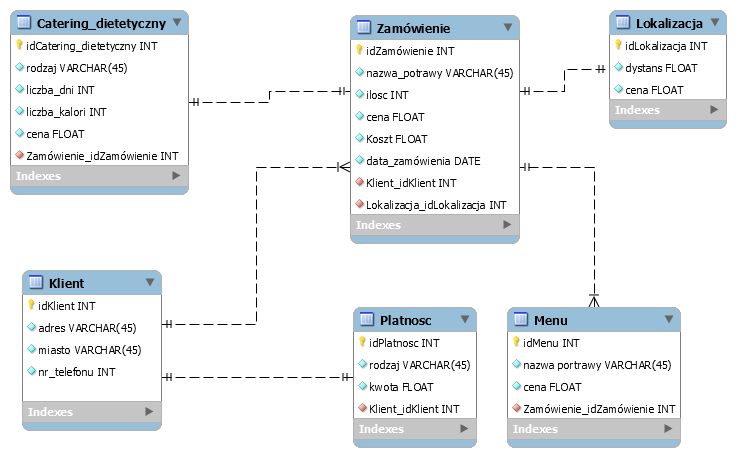 Catering_dietetyczny
idCatering_dietetyczny INT
rodzaj VARCHAR(45)
liczba_dni INT
liczba_kalori INT
cena FLOAT
Zamówienie_idZamówienie INT
Indexes
Zamówienie
idZamówienie INT
nazwa_potrawy VARCHAR(45)
ilosc INT
cena FLOAT
Koszt FLOAT
data_zamówienia DATE
Klient_idKlient INT
Lokalizacja_idLokalizacja INT
Indexes
Lokalizacja
idLokalizacja INT
dystans FLOAT
cena FLOAT
Indexes
Klient
idKlient INT
adres VARCHAR(45)
miasto VARCHAR(45)
nr_telefonu INT
Indexes
Platnosc
idPlatnosc INT
rodzaj VARCHAR(45)
kwota FLOAT
Klient_idKlient INT
Indexes
Menu
idMenu INT
nazwa portrawy VARCHAR(45)
cena FLOAT
Zamówienie_idZamówienie INT
Indexes